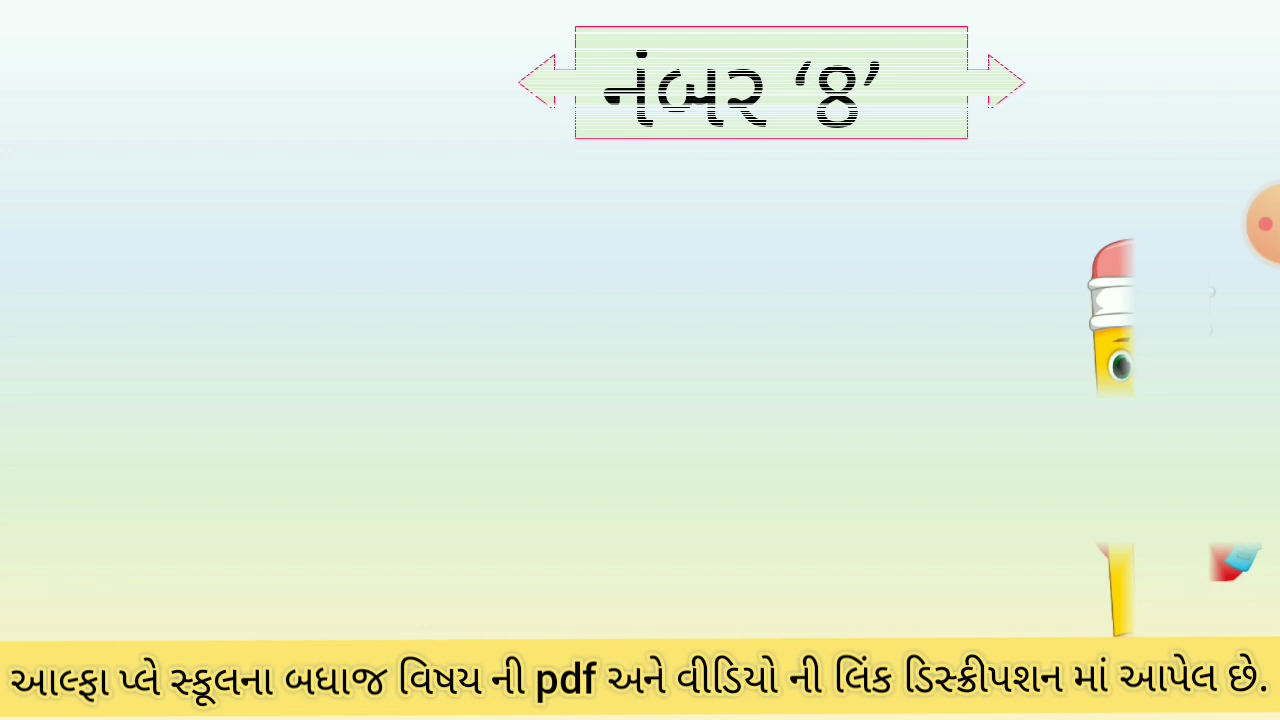 નંબર ‘8’
આલ્ફા પ્લે સ્કૂલના બધાજ વિષય ની pdf અને વીડિયો ની લિંક ડિસ્ક્રીપશન માં આપેલ છે.